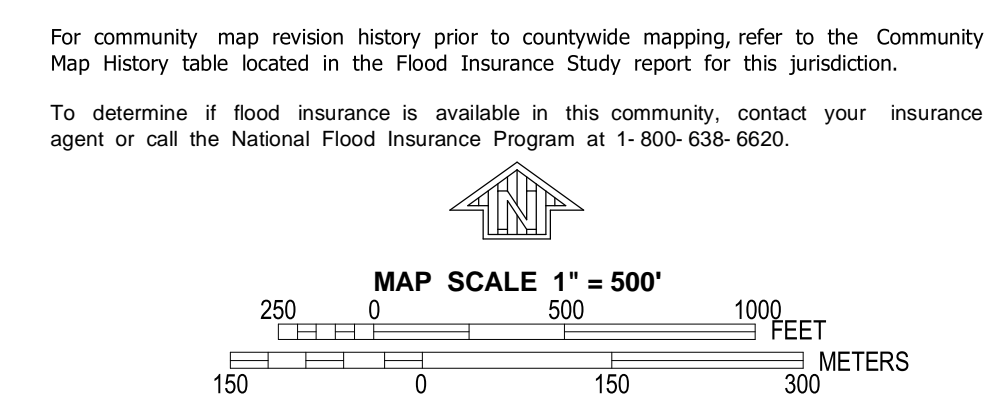 For community map revision history prior to countywide mapping, refer to the Community
Map History table located in the Flood Insurance Study report for this jurisdiction.
To determine if flood insurance is available in this community, contact your insurance
agent or call the National Flood Insurance Program at 1- 800- 638- 6620.
N
MAP SCALE 1" = 500'
250 0 500 1000
FEET
METERS
150 0 150 300